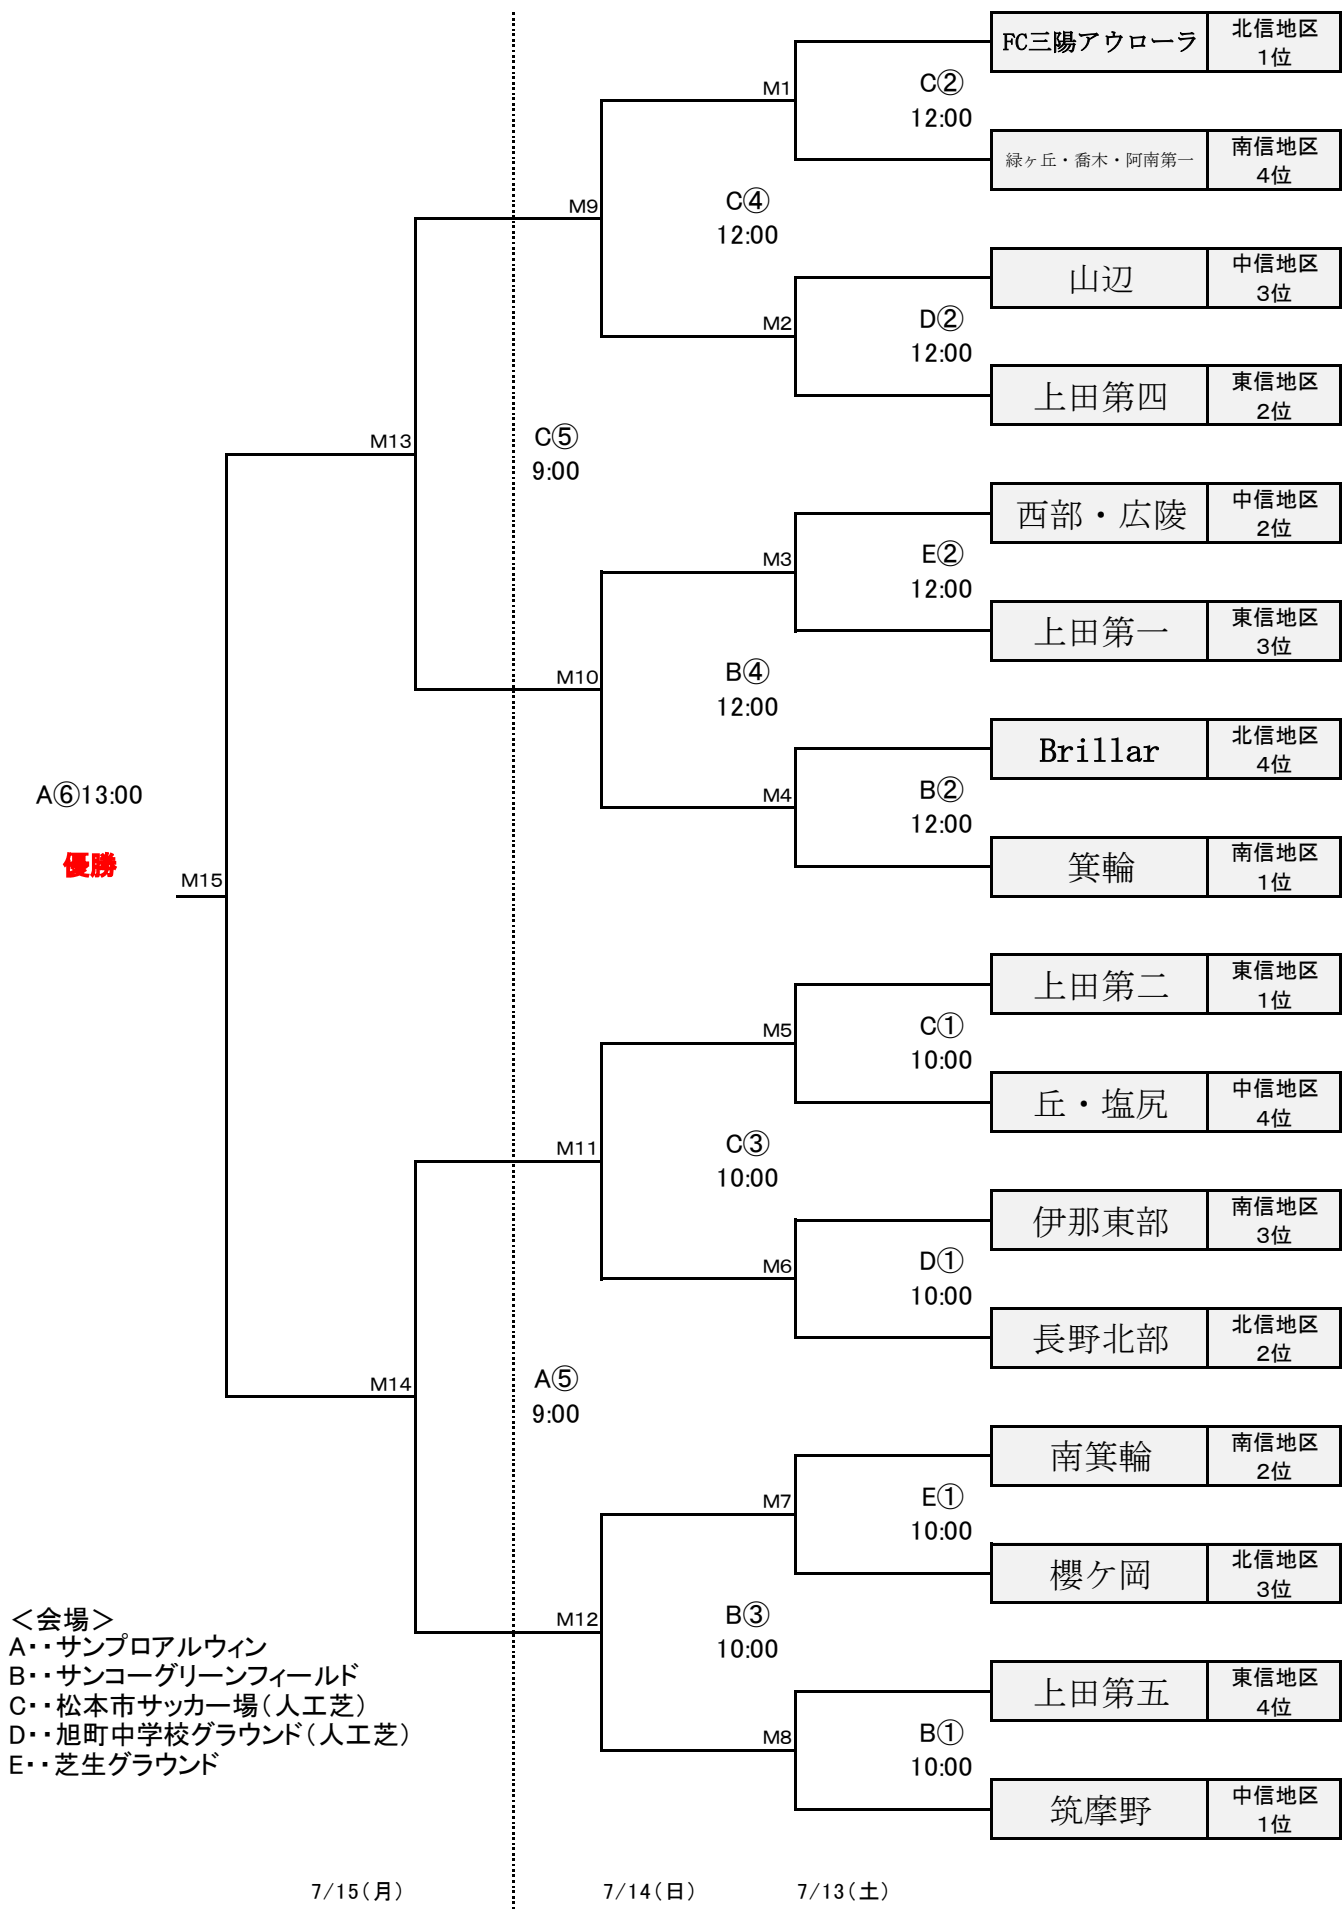 FC三陽アウローラ
北信地区
1位
M1
C②
12:00
緑ヶ丘・喬木・阿南第一
南信地区
4位
M9
C④
12:00
山辺
中信地区
3位
M2
D②
12:00
上田第四
東信地区
2位
M13
C⑤
9:00
西部・広陵
中信地区
2位
M3
E②
12:00
上田第一
東信地区
3位
M10
B④
12:00
Brillar
北信地区
4位
A⑥13:00
M4
B②
12:00
優勝
M15
箕輪
南信地区
1位
上田第二
東信地区
1位
M5
C①
10:00
丘・塩尻
中信地区
4位
M11
C③
10:00
伊那東部
南信地区
3位
M6
D①
10:00
長野北部
北信地区
2位
M14
A⑤
9:00
南箕輪
南信地区
2位
M7
E①
10:00
櫻ケ岡
北信地区
3位
M12
B③
10:00
上田第五
東信地区
4位
M8
B①
10:00
筑摩野
中信地区
1位
＜会場＞
A・・サンプロアルウィン
B・・サンコーグリーンフィールド
C・・松本市サッカー場（人工芝）
D・・旭町中学校グラウンド（人工芝）
E・・芝生グラウンド
7/15（月）
7/14（日）
7/13（土）